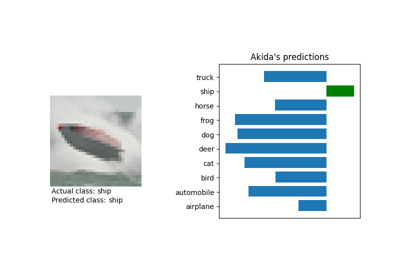 Akida's predictions
truck
ship
horse
frog
dog
deer
cat
bird
automobile
airplane
Actual class: ship
Predicted class: ship